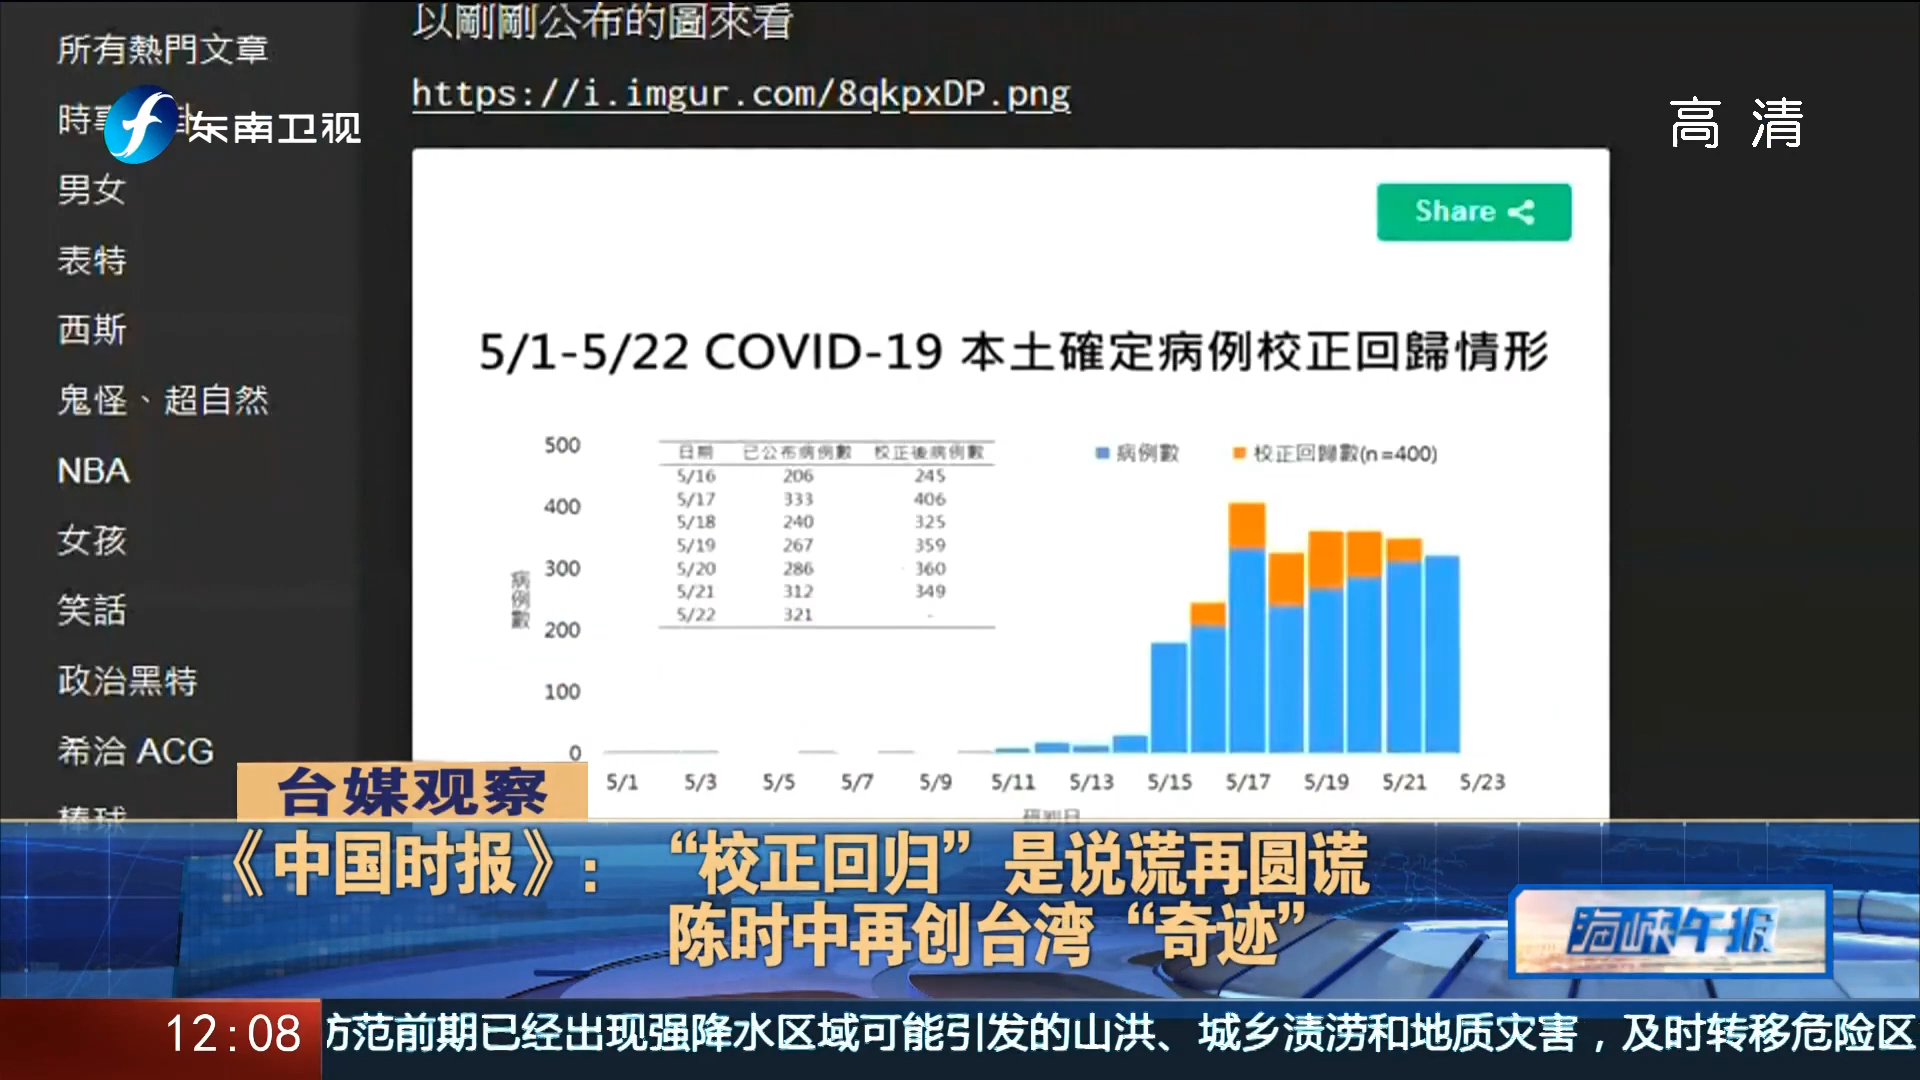 以剛剛公布的圖來看
https://i.imgur.com/8qkpxDP.png
所有熱門文章
時事
东南卫视
高 清
男女
表特
西斯
鬼怪、超自然
NBA
女孩
笑話
政治黑特
希洽 ACG
棒球
Share
5/1-5/22 COVID-19 本土確定病例校正回歸情形
病例數 校正回歸數(n=400)
日期 已公布病例數 校正後病例數
5/16 206 245
5/17 333 406
5/18 240 325
5/19 267 359
5/20 286 360
5/21 312 349
5/22 321 -
病例數
500
400
300
200
100
0
5/1 5/3 5/5 5/7 5/9 5/11 5/13 5/15 5/17 5/19 5/21 5/23
研判日
台媒观察
《中国时报》：“校正回归”是说谎再圆谎
陈时中再创台湾“奇迹”
海峡午报
12:08
防范前期已经出现强降水区域可能引发的山洪、城乡渍涝和地质灾害，及时转移危险区